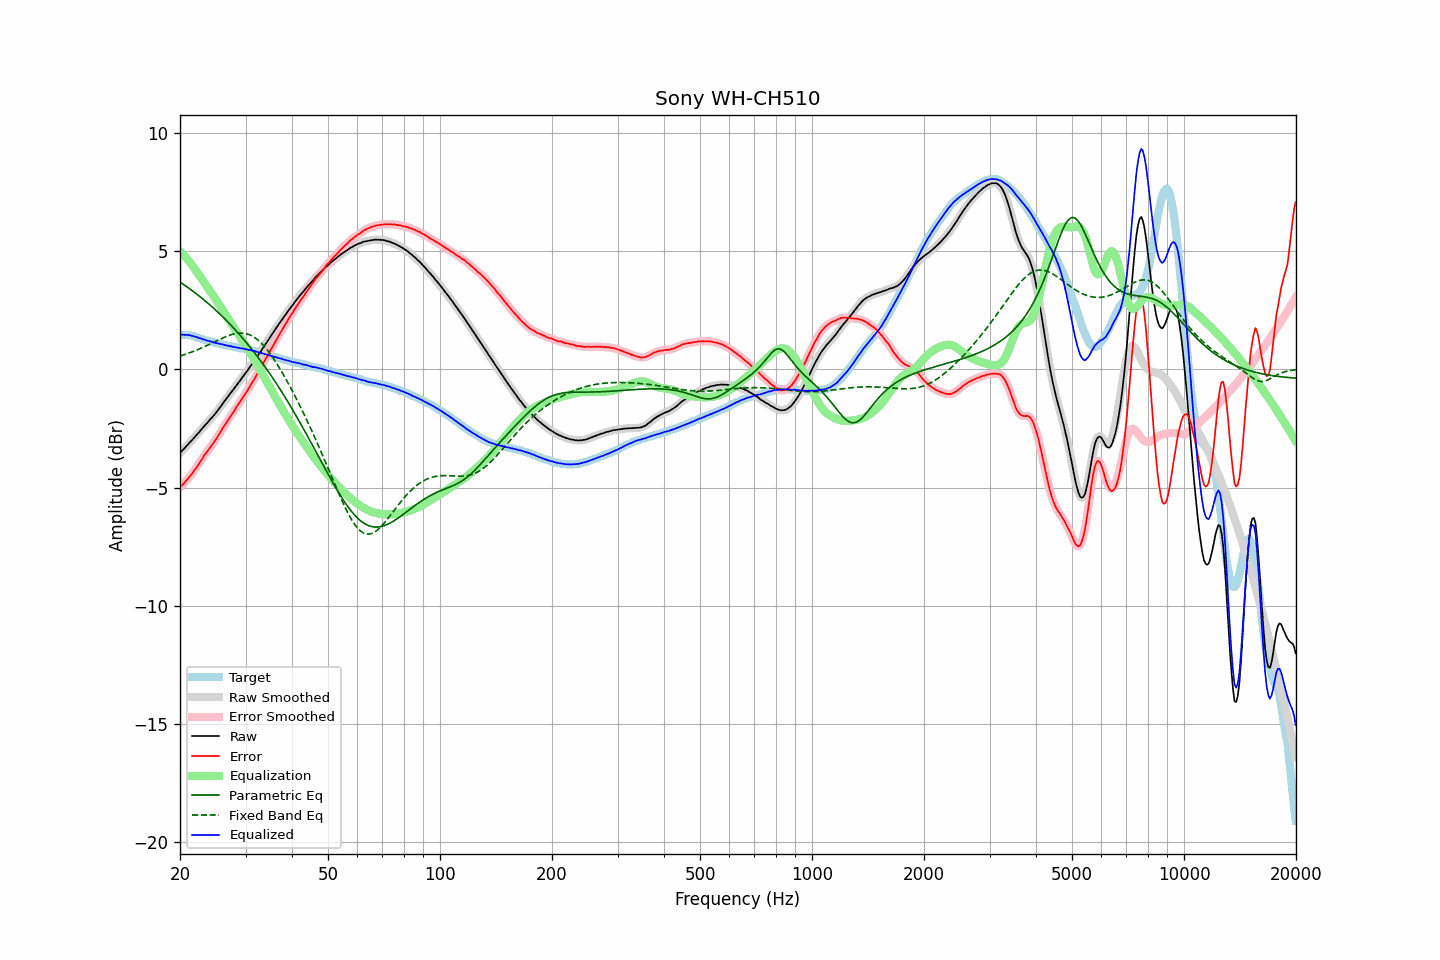 Sony WH-CH510
Amplitude (dBr)
10
5
0
−5
−10
−15
−20
Target
Raw Smoothed
Error Smoothed
Raw
Error
Equalization
Parametric Eq
Fixed Band Eq
Equalized
20 50 100 200 500 1000 2000 5000 10000 20000
Frequency (Hz)